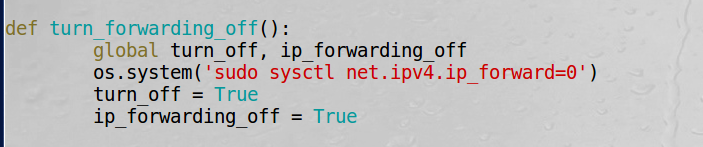 def turn_forwarding_off():
        global turn_off, ip_forwarding_off
        os.system('sudo sysctl net.ipv4.ip_forward=0')
        turn_off = True
        ip_forwarding_off = True